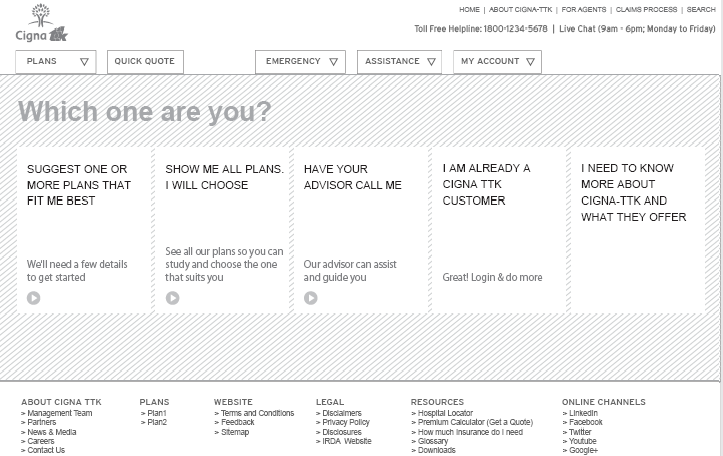 HOME | ABOUT CIGNA-TTK | FOR AGENTS | CLAIMS PROCESS | SEARCH
Cigna ttk
Toll Free Helpline: 1800-1234-5678 | Live Chat (9am - 6pm; Monday to Friday)
PLANS QUICK QUOTE EMERGENCY ASSISTANCE MY ACCOUNT
Which one are you?
SUGGEST ONE OR
MORE PLANS THAT
FIT ME BEST
We'll need a few details
to get started
SHOW ME ALL PLANS.
I WILL CHOOSE
See all our plans so you can
study and choose the one
that suits you
HAVE YOUR
ADVISOR CALL ME
Our advisor can assist
and guide you
I AM ALREADY A
CIGNA TTK
CUSTOMER
Great! Login & do more
I NEED TO KNOW
MORE ABOUT
CIGNA-TTK AND
WHAT THEY OFFER
ABOUT CIGNA TTK
> Management Team
> Partners
> News & Media
> Careers
> Contact Us
PLANS
> Plan1
> Plan2
WEBSITE
> Terms and Conditions
> Feedback
> Sitemap
LEGAL
> Disclaimers
> Privacy Policy
> Disclosures
> IRDA Website
RESOURCES
> Hospital Locator
> Premium Calculator (Get a Quote)
> How much insurance do I need
> Glossary
> Downloads
ONLINE CHANNELS
> LinkedIn
> Facebook
> Twitter
> Youtube
> Google+